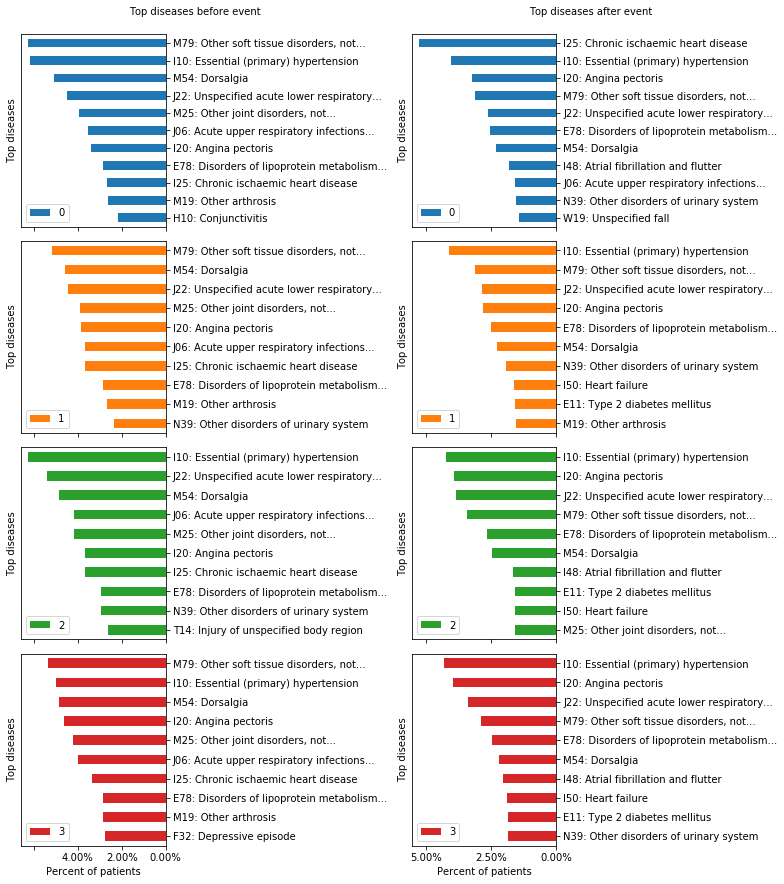 Top diseases before event
Top diseases
M79: Other soft tissue disorders, not...
I10: Essential (primary) hypertension
M54: Dorsalgia
J22: Unspecified acute lower respiratory...
M25: Other joint disorders, not...
J06: Acute upper respiratory infections...
I20: Angina pectoris
E78: Disorders of lipoprotein metabolism...
I25: Chronic ischaemic heart disease
M19: Other arthrosis
H10: Conjunctivitis
0
Top diseases
M79: Other soft tissue disorders, not...
M54: Dorsalgia
J22: Unspecified acute lower respiratory...
M25: Other joint disorders, not...
I20: Angina pectoris
J06: Acute upper respiratory infections...
I25: Chronic ischaemic heart disease
E78: Disorders of lipoprotein metabolism...
M19: Other arthrosis
N39: Other disorders of urinary system
1
Top diseases
I10: Essential (primary) hypertension
J22: Unspecified acute lower respiratory...
M54: Dorsalgia
J06: Acute upper respiratory infections...
M25: Other joint disorders, not...
I20: Angina pectoris
I25: Chronic ischaemic heart disease
E78: Disorders of lipoprotein metabolism...
N39: Other disorders of urinary system
T14: Injury of unspecified body region
2
Top diseases
M79: Other soft tissue disorders, not...
I10: Essential (primary) hypertension
M54: Dorsalgia
I20: Angina pectoris
M25: Other joint disorders, not...
J06: Acute upper respiratory infections...
I25: Chronic ischaemic heart disease
E78: Disorders of lipoprotein metabolism...
M19: Other arthrosis
F32: Depressive episode
3
4.00% 2.00% 0.00%
Percent of patients
Top diseases after event
Top diseases
I25: Chronic ischaemic heart disease
I10: Essential (primary) hypertension
I20: Angina pectoris
M79: Other soft tissue disorders, not...
J22: Unspecified acute lower respiratory...
E78: Disorders of lipoprotein metabolism...
M54: Dorsalgia
I48: Atrial fibrillation and flutter
J06: Acute upper respiratory infections...
N39: Other disorders of urinary system
W19: Unspecified fall
0
Top diseases
I10: Essential (primary) hypertension
M79: Other soft tissue disorders, not...
J22: Unspecified acute lower respiratory...
I20: Angina pectoris
E78: Disorders of lipoprotein metabolism...
M54: Dorsalgia
N39: Other disorders of urinary system
I50: Heart failure
E11: Type 2 diabetes mellitus
M19: Other arthrosis
1
Top diseases
I10: Essential (primary) hypertension
I20: Angina pectoris
J22: Unspecified acute lower respiratory...
M79: Other soft tissue disorders, not...
E78: Disorders of lipoprotein metabolism...
M54: Dorsalgia
I48: Atrial fibrillation and flutter
E11: Type 2 diabetes mellitus
I50: Heart failure
M25: Other joint disorders, not...
2
Top diseases
I10: Essential (primary) hypertension
I20: Angina pectoris
J22: Unspecified acute lower respiratory...
M79: Other soft tissue disorders, not...
E78: Disorders of lipoprotein metabolism...
M54: Dorsalgia
I48: Atrial fibrillation and flutter
I50: Heart failure
E11: Type 2 diabetes mellitus
N39: Other disorders of urinary system
3
5.00% 2.50% 0.00%
Percent of patients